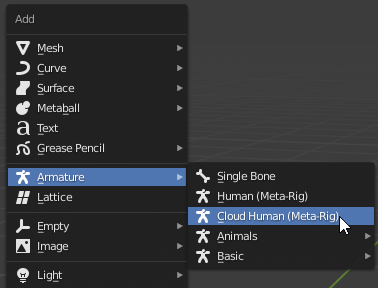 Add
Mesh
Curve
Surface
Metaball
Text
Grease Pencil
Armature
Lattice
Empty
Image
Light
Single Bone
Human (Meta-Rig)
Cloud Human (Meta-Rig)
Animals
Basic